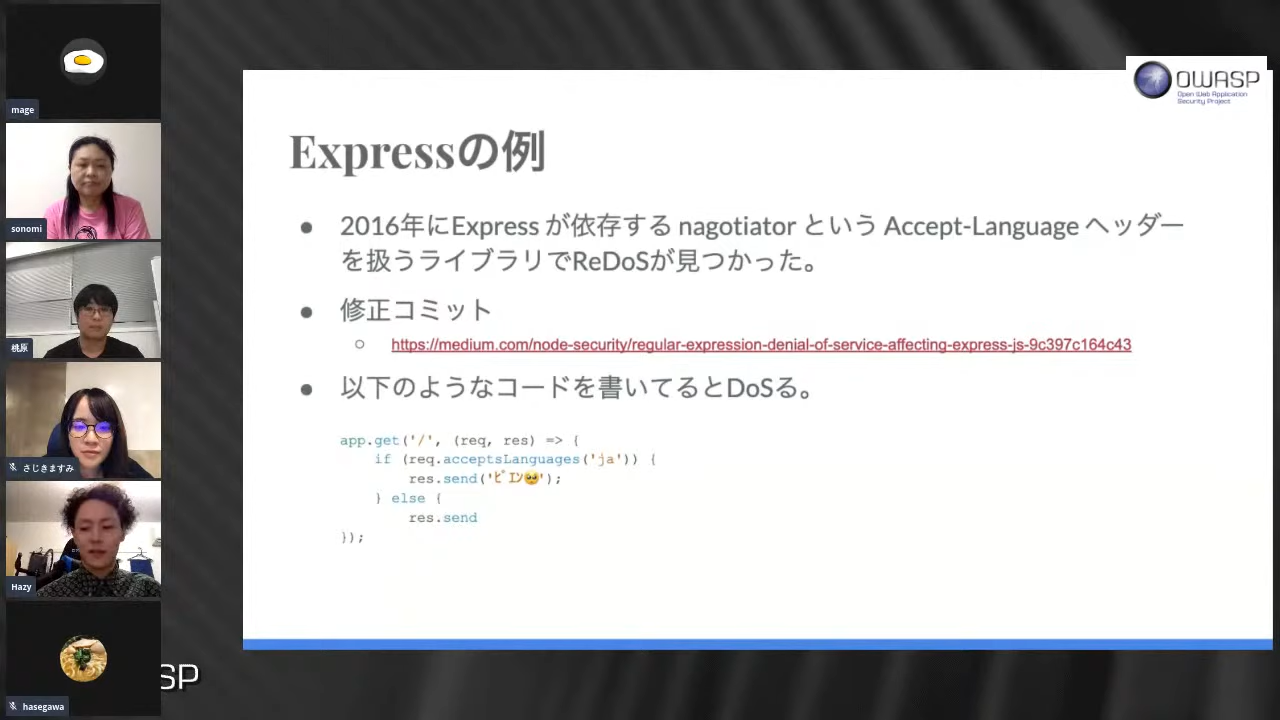 mage
sonomi
桃原
さじきますみ
Hazy
hasegawa
SP
OWASP
Open Web Application
Security Project
Expressの例
● 2016年にExpress が依存する nagotiator という Accept-Language ヘッダー
を扱うライブラリでReDoSが見つかった。
● 修正コミット
○ https://medium.com/node-security/regular-expression-denial-of-service-affecting-express-js-9c397c164c43
● 以下のようなコードを書いてるとDoSる。
app.get('/', (req, res) => {
if (req.acceptsLanguages('ja')) {
res.send('ﾋﾟｴﾝ🥺');
} else {
res.send
});